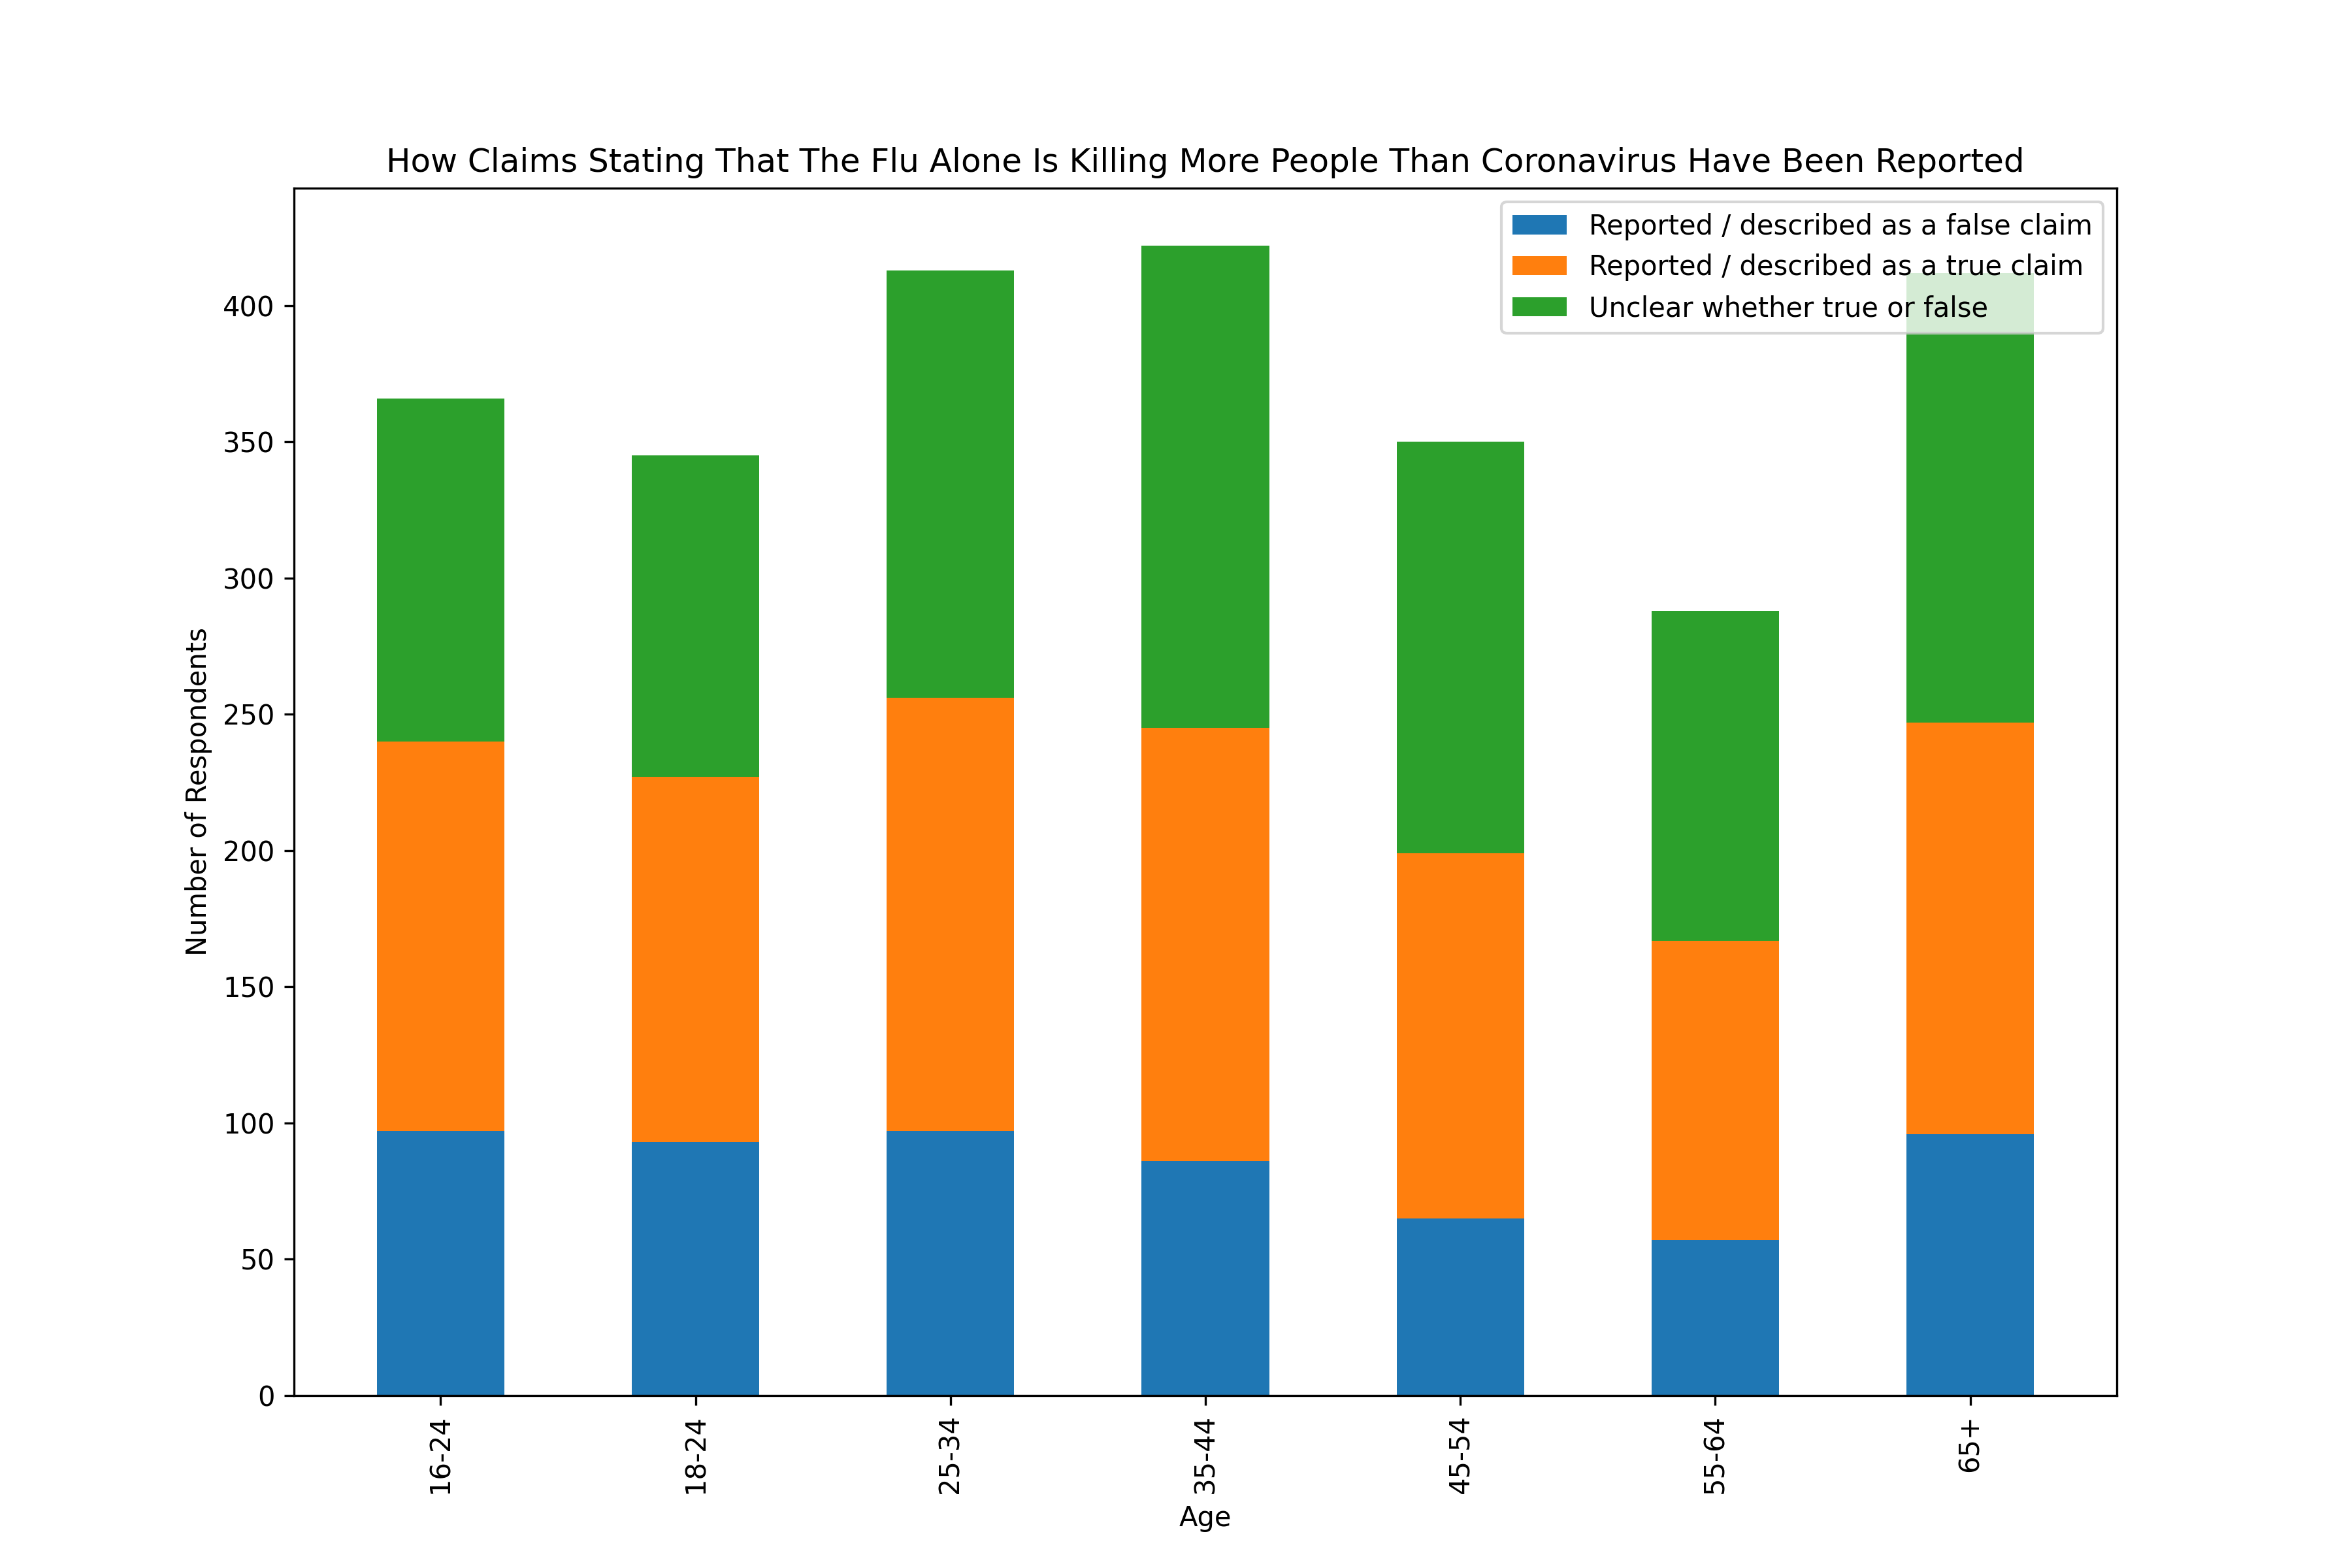 How Claims Stating That The Flu Alone Is Killing More People Than Coronavirus Have Been Reported
Reported / described as a false claim
Reported / described as a true claim
Unclear whether true or false
Number of Respondents
400
350
300
250
200
150
100
50
0
16-24
18-24
25-34
35-44
45-54
55-64
65+
Age